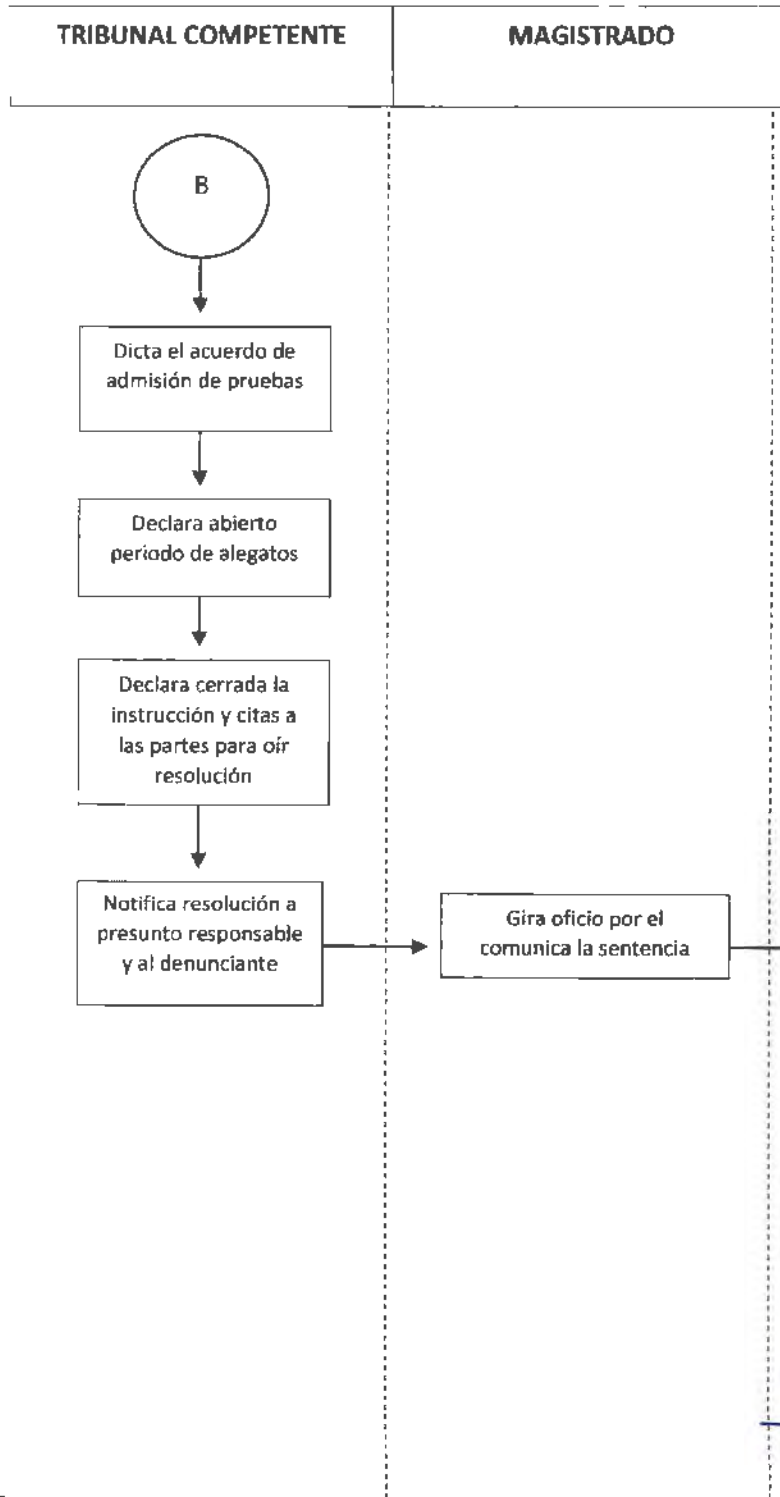 TRIBUNAL COMPETENTE
MAGISTRADO
B
Dicta el acuerdo de
admisión de pruebas
Declara abierto
periodo de alegatos
Declara cerrada la
instrucción y citas a
las partes para oír
resolución
Notifica resolución a
presunto responsable
y al denunciante
Gira oficio por el
comunica la sentencia